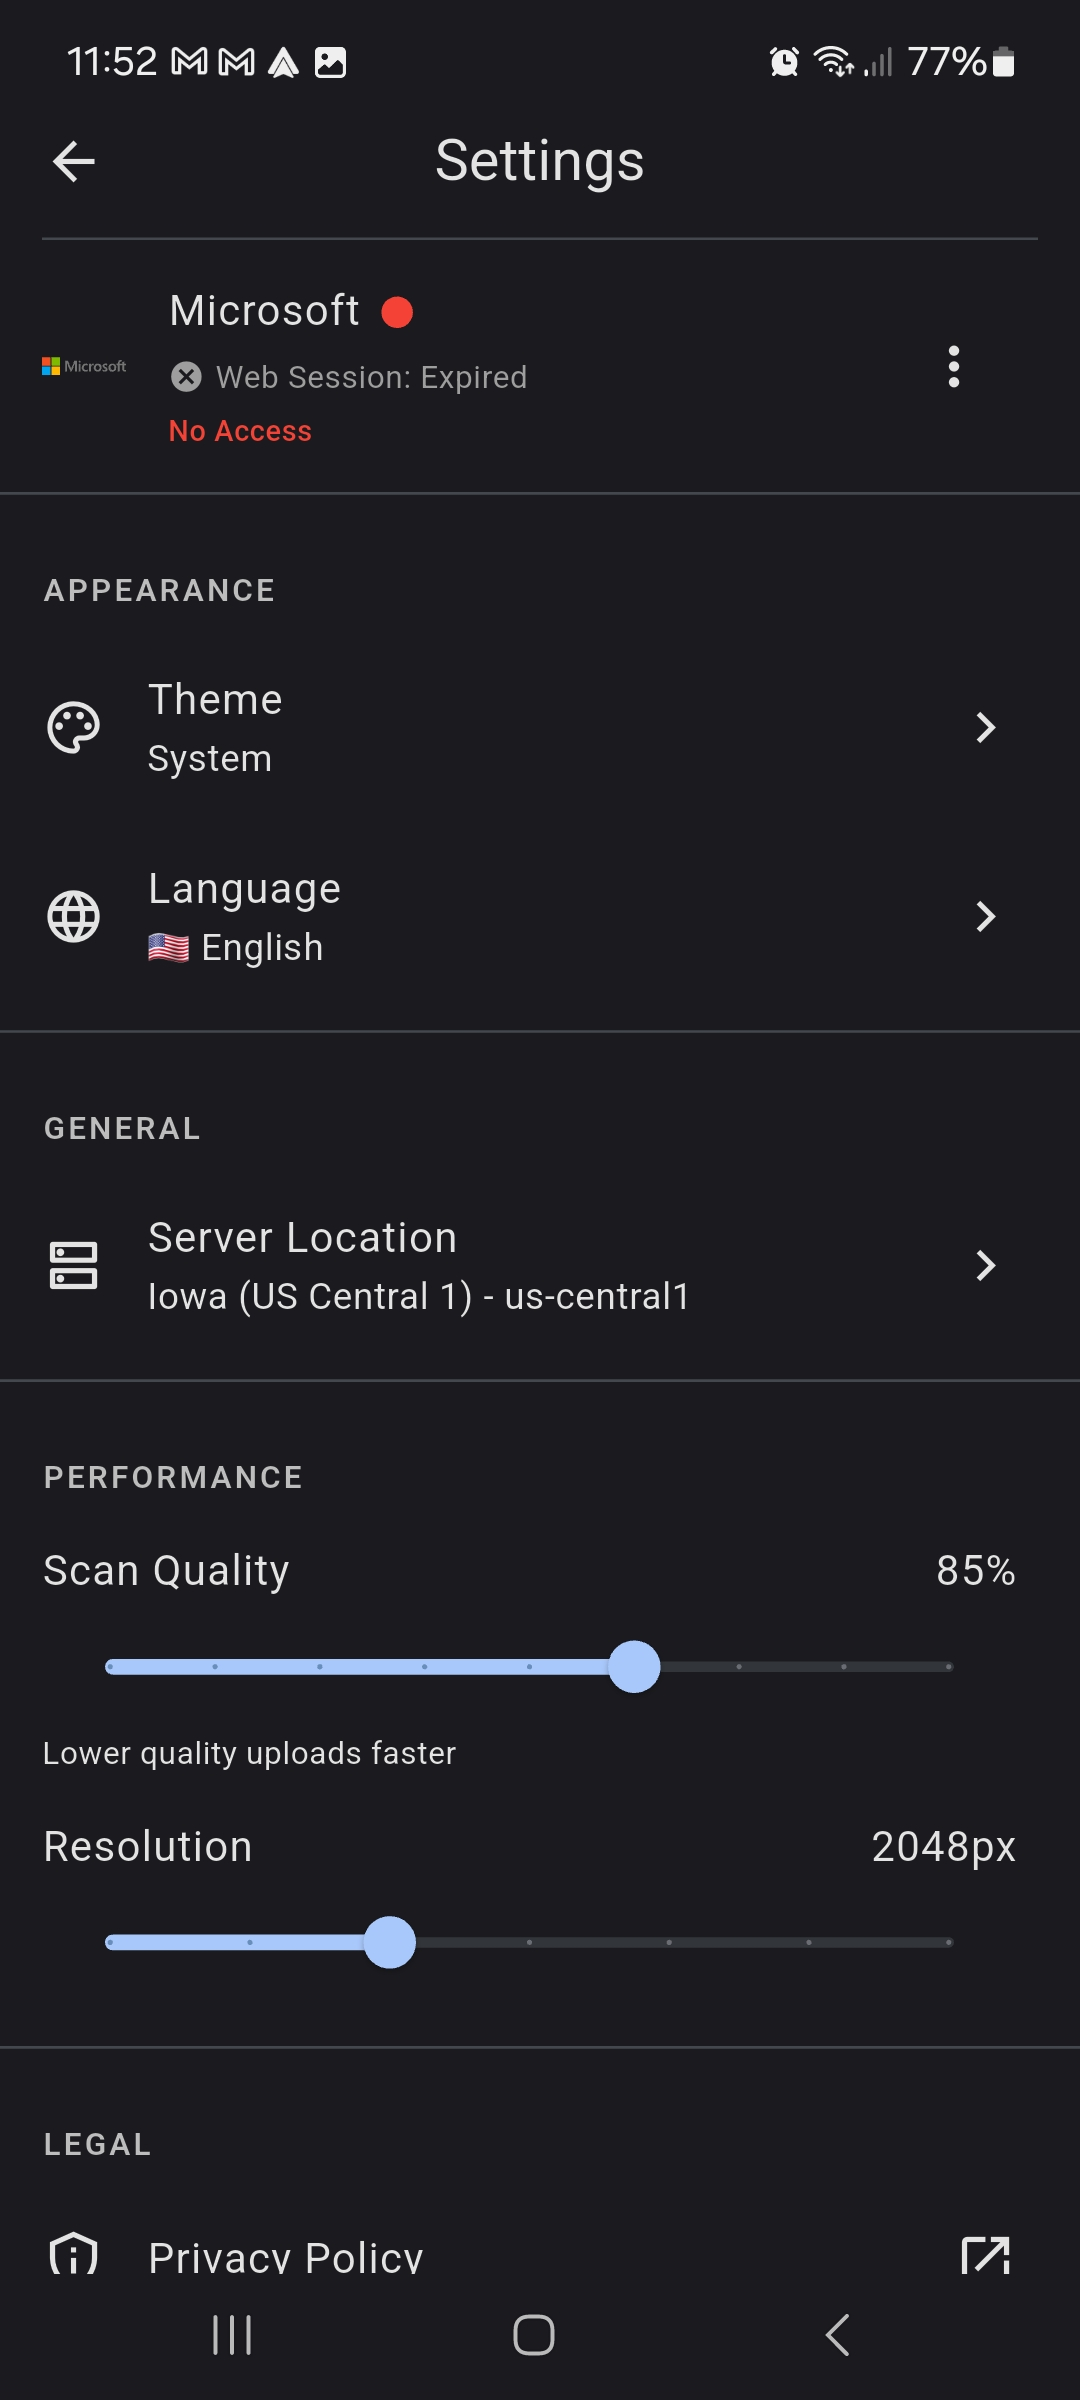 11:52
77%
Settings
Microsoft
Microsoft
Web Session: Expired
No Access
APPEARANCE
Theme
System
Language
🇺🇸 English
GENERAL
Server Location
Iowa (US Central 1) - us-central1
PERFORMANCE
Scan Quality
85%
Lower quality uploads faster
Resolution
2048px
LEGAL
Privacy Policy